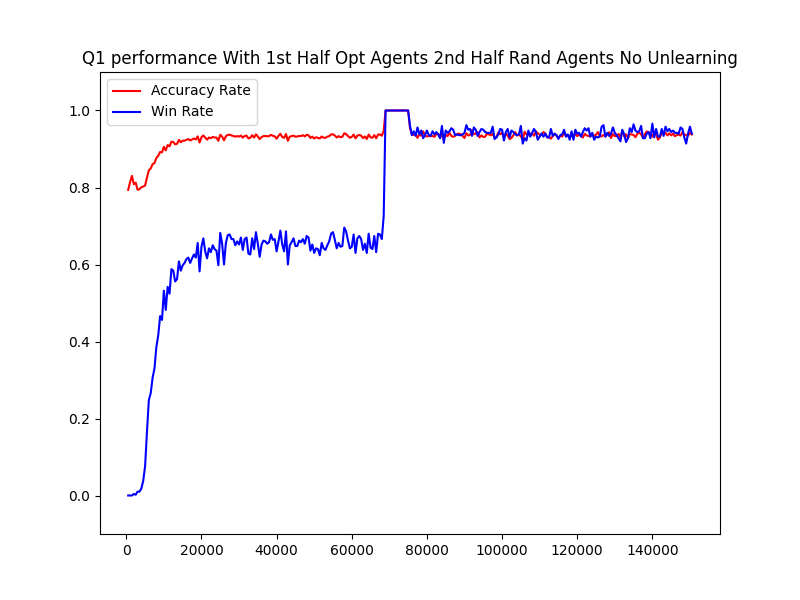 Q1 performance With 1st Half Opt Agents 2nd Half Rand Agents No Unlearning
Accuracy Rate
Win Rate
1.0
0.8
0.6
0.4
0.2
0.0
0 20000 40000 60000 80000 100000 120000 140000